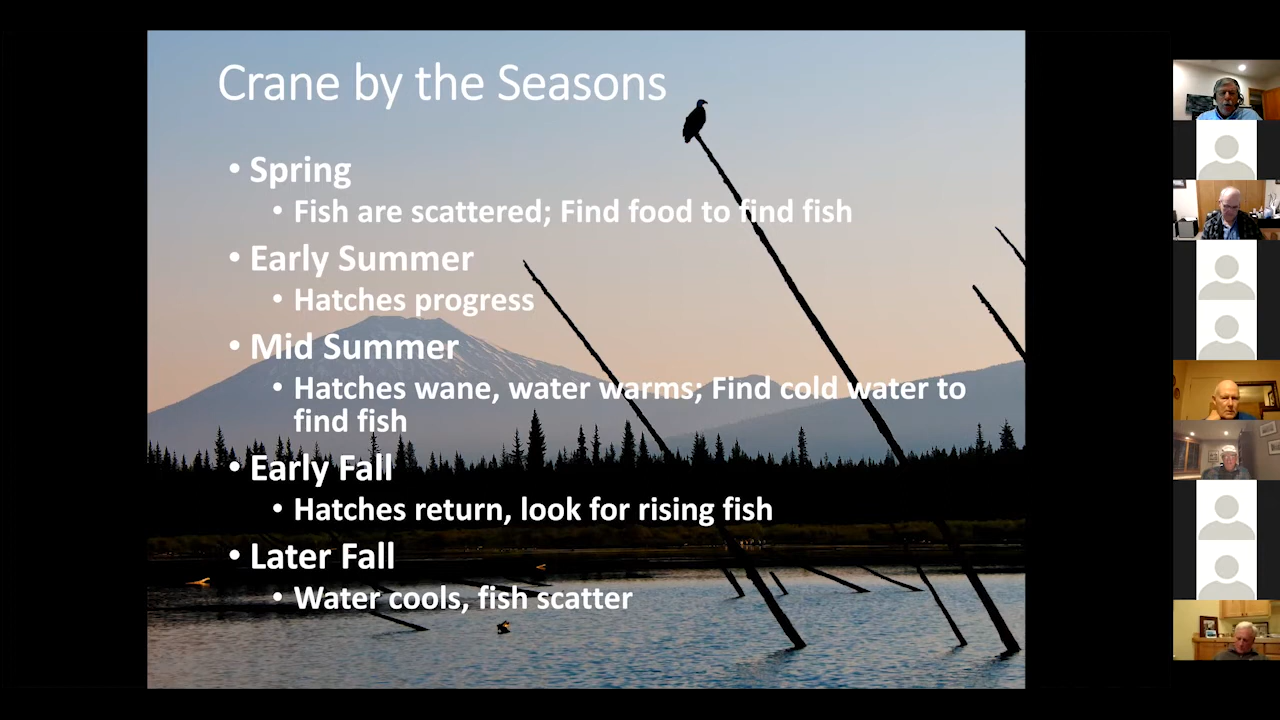 Crane by the Seasons
• Spring
• Fish are scattered; Find food to find fish
• Early Summer
• Hatches progress
• Mid Summer
• Hatches wane, water warms; Find cold water to
find fish
• Early Fall
• Hatches return, look for rising fish
• Later Fall
• Water cools, fish scatter